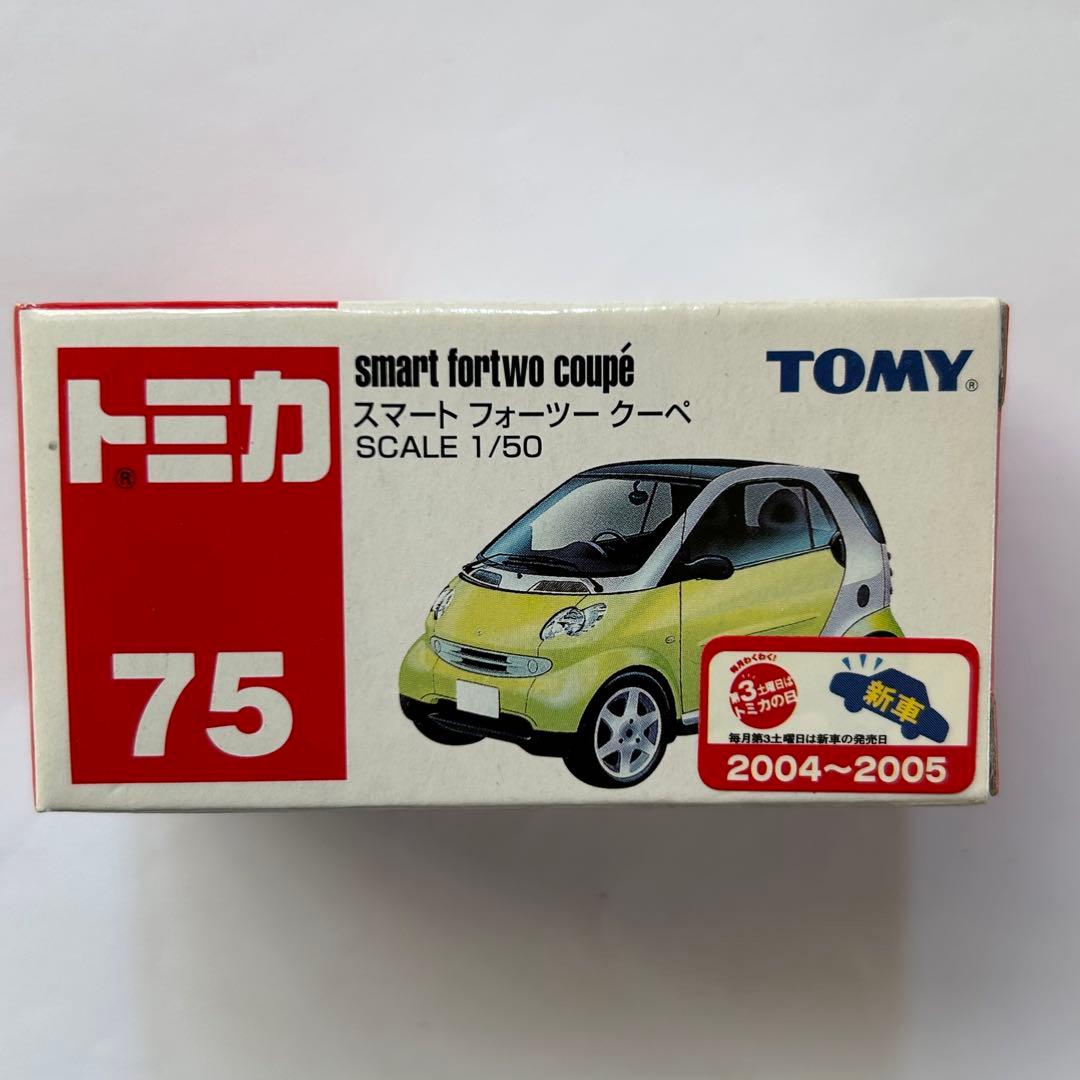 トミカ®
75
smart fortwo coupé
スマート フォーツー クーペ
SCALE 1/50
TOMY®
毎月わくわく!
第3土曜日は
トミカの日
新車
毎月第3土曜日は新車の発売日
2004~2005